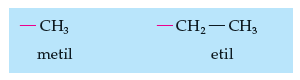 — CH₃ — CH₂ — CH₃
metil etil